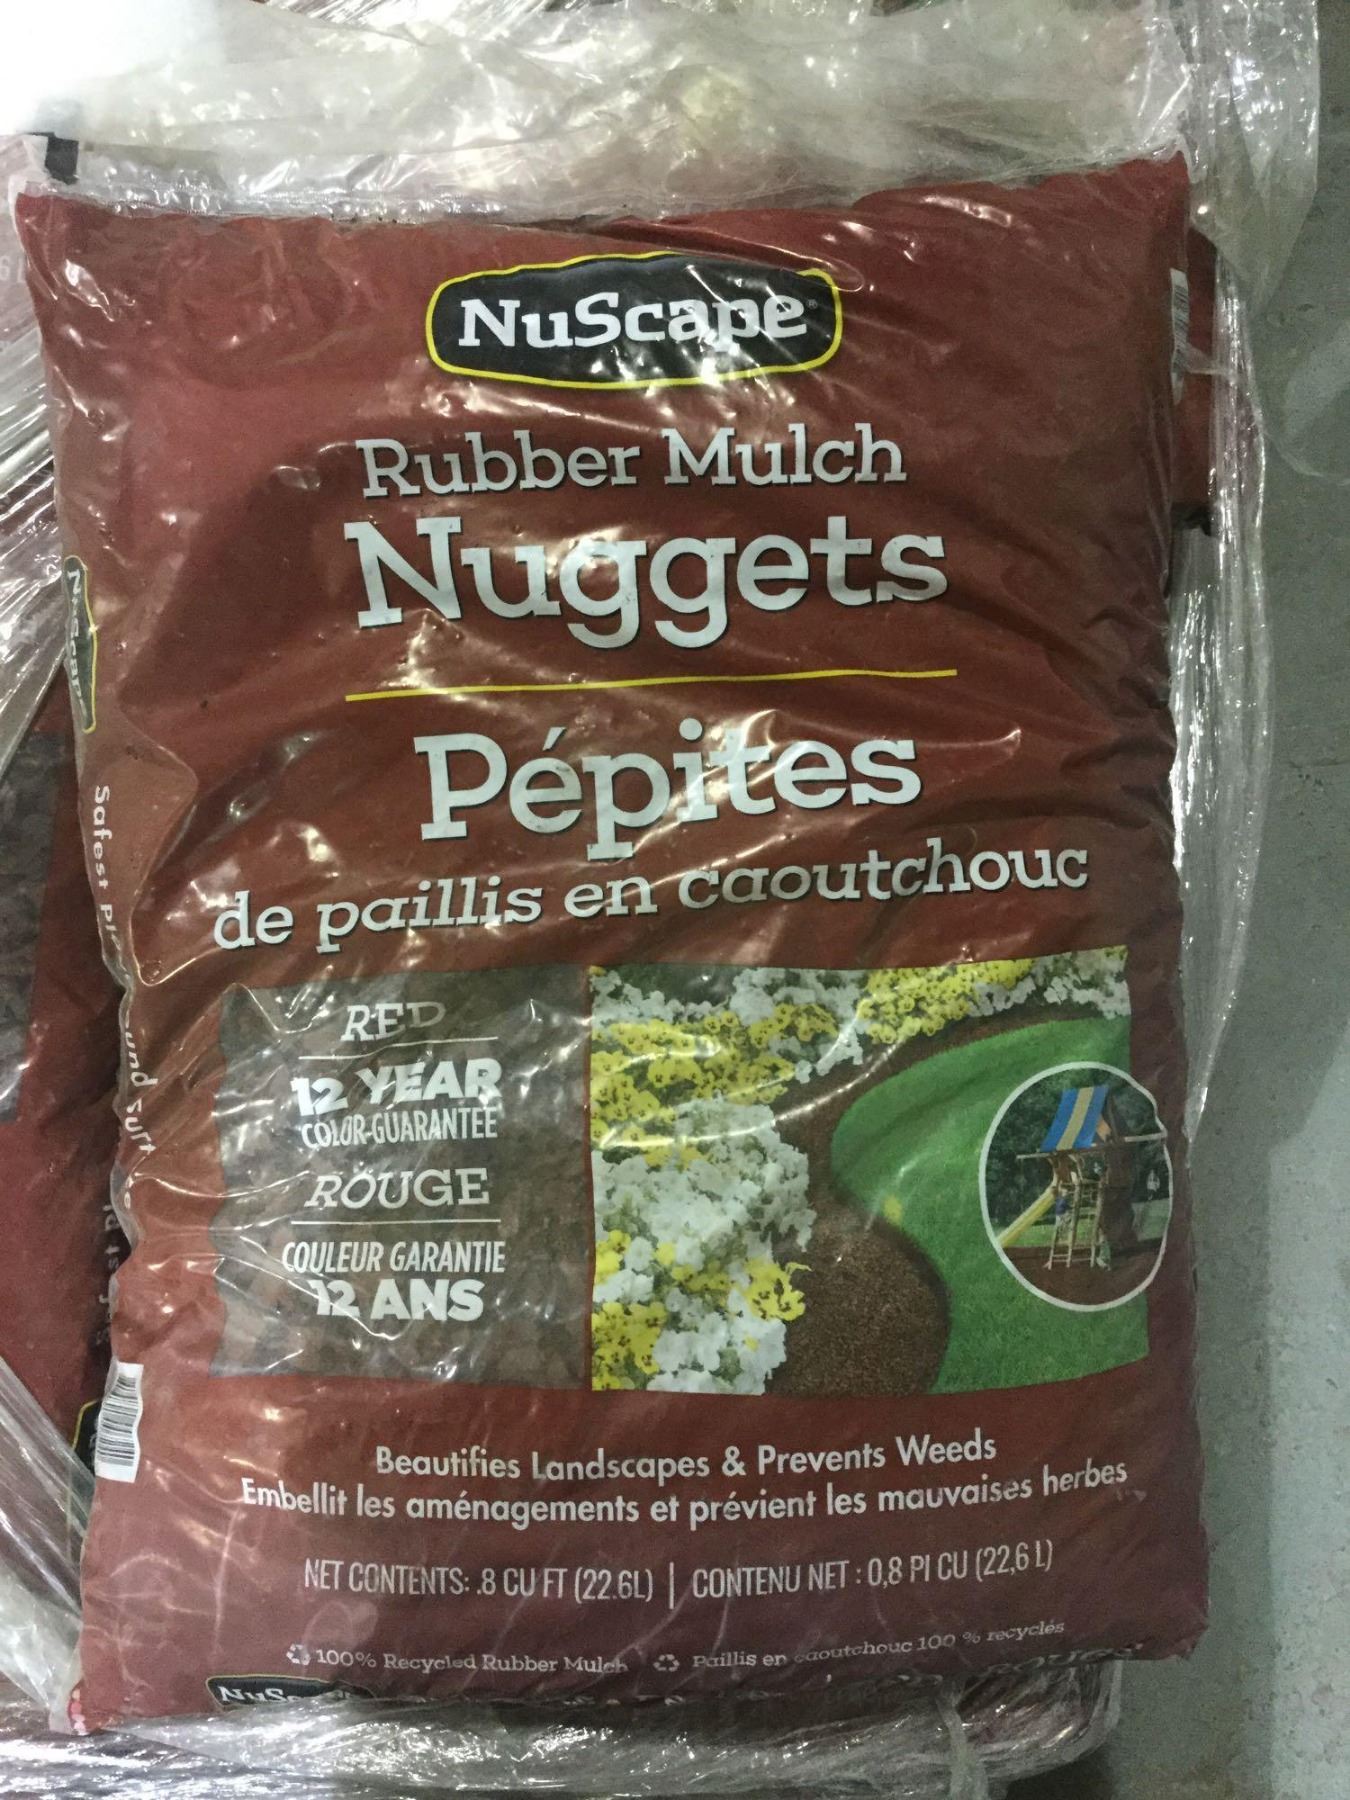 NuScape®
Rubber Mulch
Nuggets
Pépites
de paillis en caoutchouc
RED
12 YEAR
COLOR-GUARANTEE
ROUGE
COULEUR GARANTIE
12 ANS
Beautifies Landscapes & Prevents Weeds
Embellit les aménagements et prévient les mauvaises herbes
NET CONTENTS: .8 CU FT (22.6L) | CONTENU NET : 0,8 PI CU (22,6 L)
100% Recycled Rubber Mulch Paillis en caoutchouc 100 % recyclés
Safest